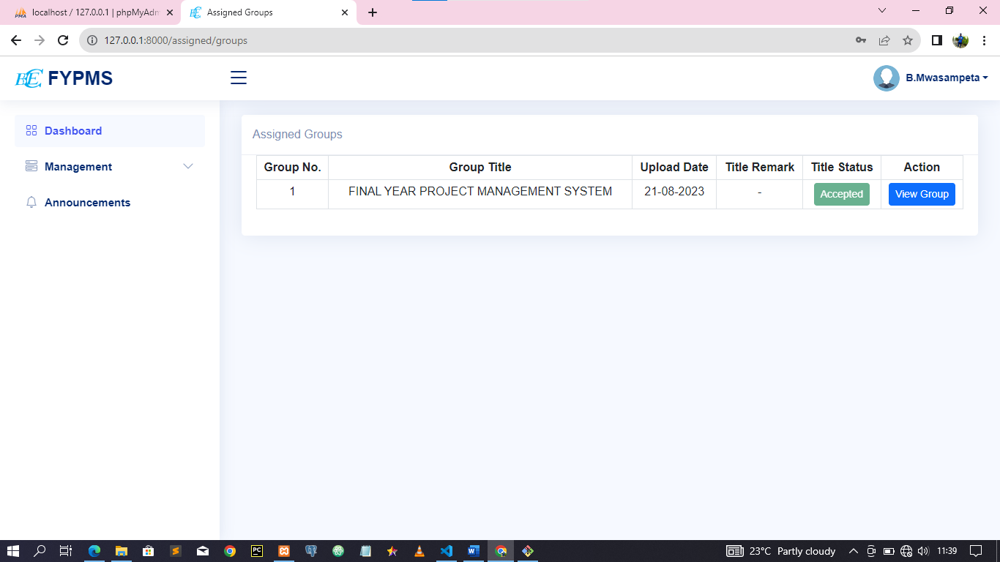 localhost / 127.0.0.1 | phpMyAdm
Assigned Groups
127.0.0.1:8000/assigned/groups
FYPMS
B.Mwasampeta
Dashboard
Management
Announcements
Assigned Groups
Group No. Group Title Upload Date Title Remark Title Status Action
1 FINAL YEAR PROJECT MANAGEMENT SYSTEM 21-08-2023 - Accepted View Group
23°C Partly cloudy 11:39